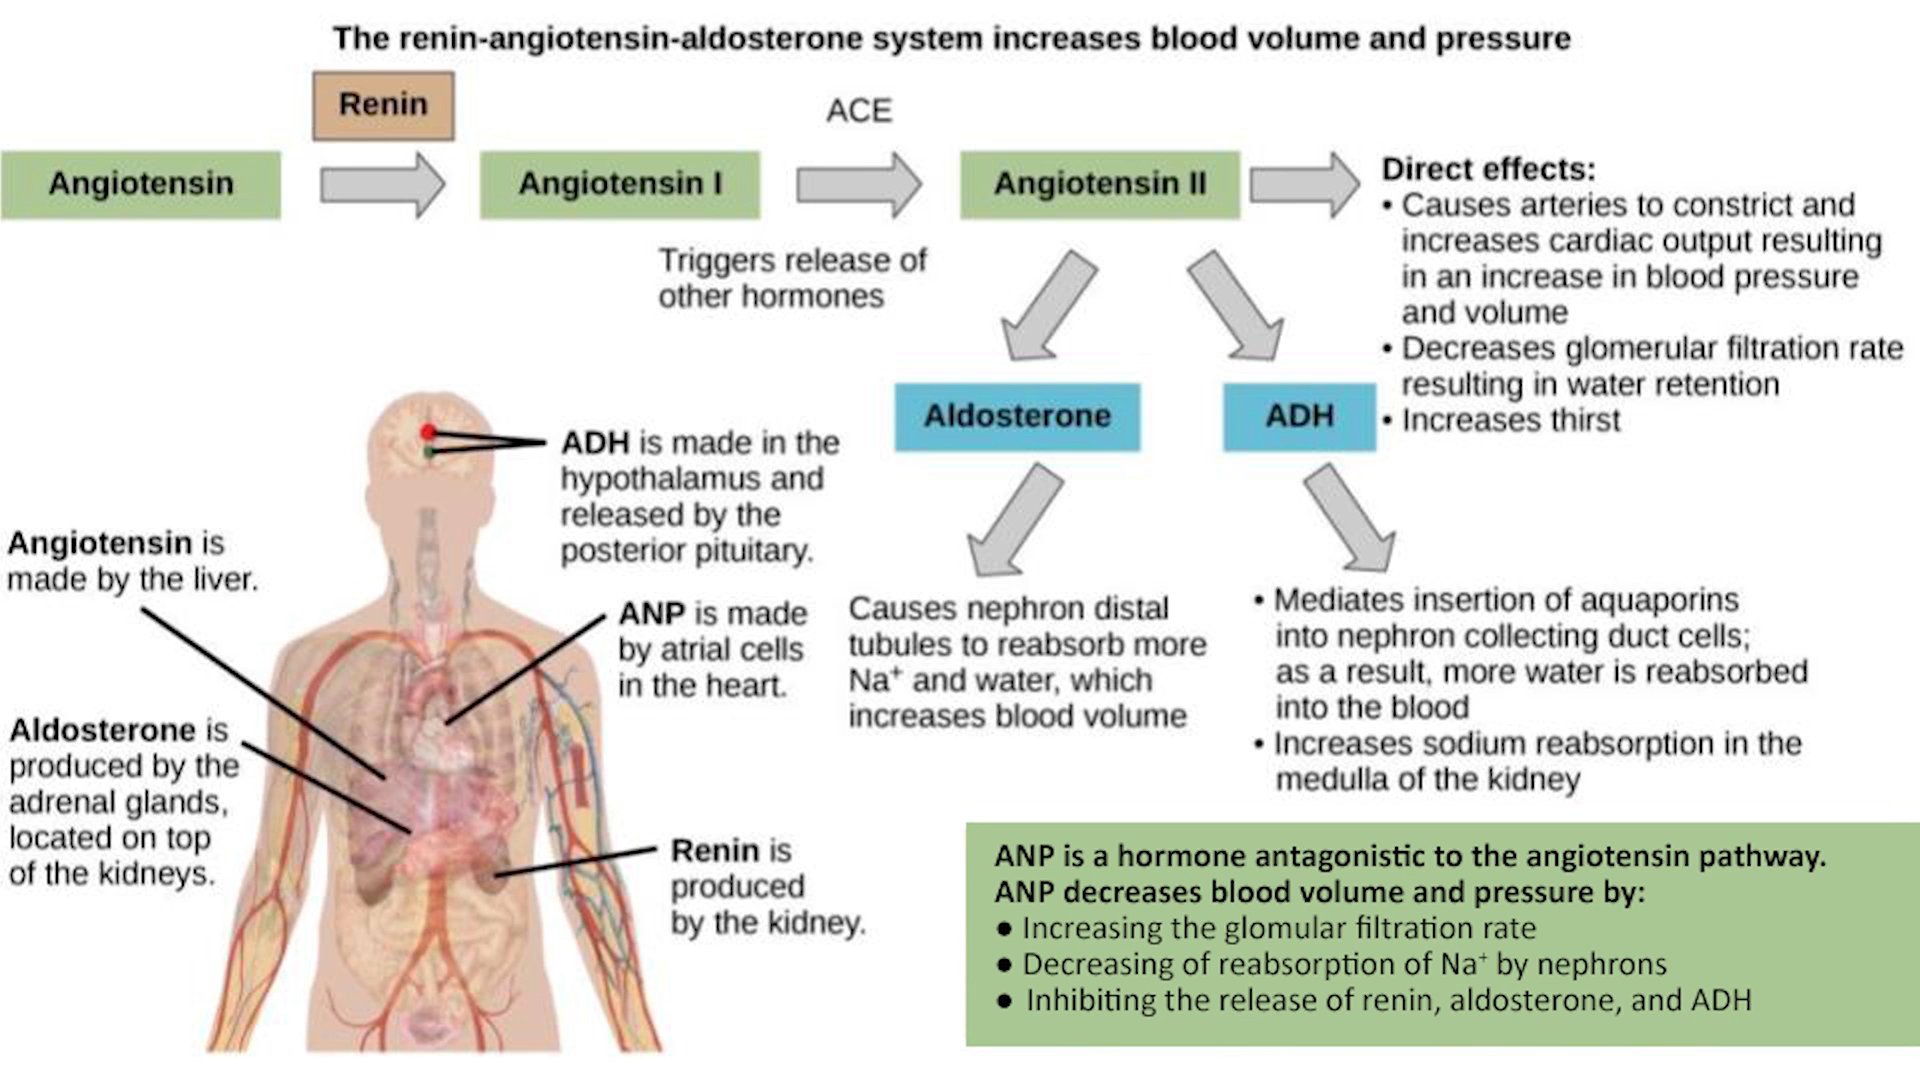 The renin-angiotensin-aldosterone system increases blood volume and pressure
Renin
ACE
Angiotensin
Angiotensin I
Angiotensin II
Direct effects:
• Causes arteries to constrict and
increases cardiac output resulting
in an increase in blood pressure
and volume
• Decreases glomerular filtration rate
resulting in water retention
• Increases thirst
Triggers release of
other hormones
Aldosterone
ADH
ADH is made in the
hypothalamus and
released by the
posterior pituitary.
Angiotensin is
made by the liver.
ANP is made
by atrial cells
in the heart.
Aldosterone is
produced by the
adrenal glands,
located on top
of the kidneys.
Renin is
produced
by the kidney.
Causes nephron distal
tubules to reabsorb more
Na⁺ and water, which
increases blood volume
• Mediates insertion of aquaporins
into nephron collecting duct cells;
as a result, more water is reabsorbed
into the blood
• Increases sodium reabsorption in the
medulla of the kidney
ANP is a hormone antagonistic to the angiotensin pathway.
ANP decreases blood volume and pressure by:
● Increasing the glomular filtration rate
● Decreasing of reabsorption of Na⁺ by nephrons
● Inhibiting the release of renin, aldosterone, and ADH